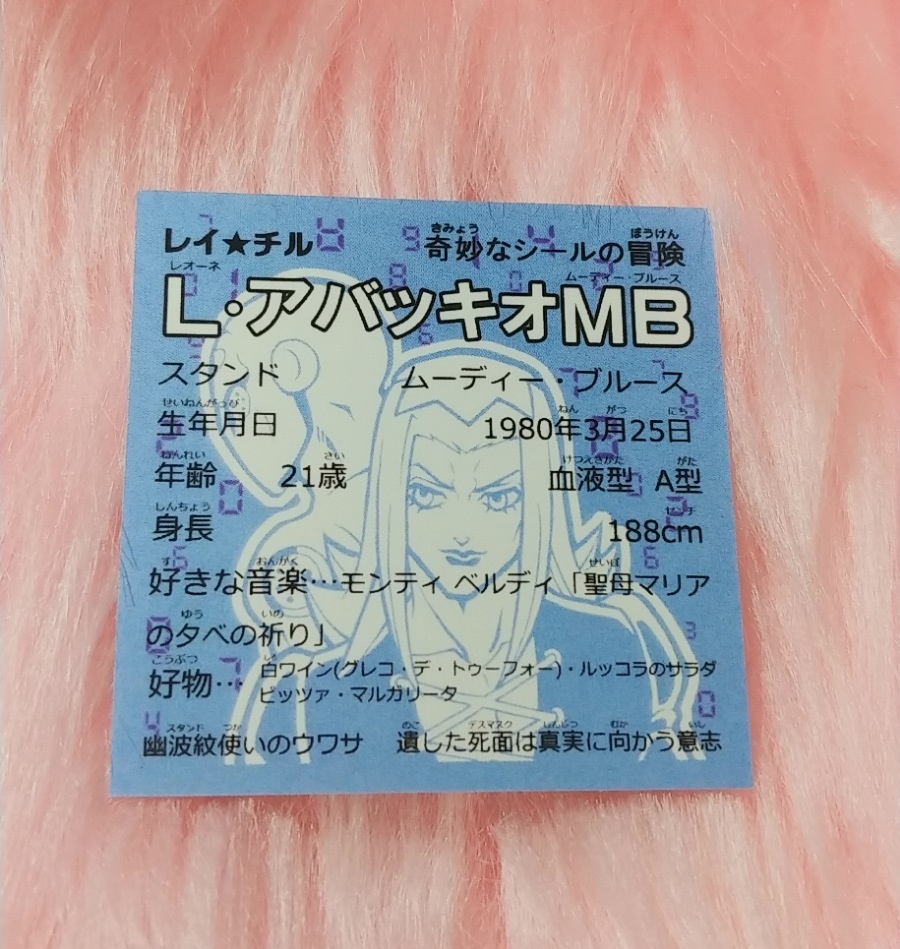 レイ★チル 奇妙なシールの冒険
L・アバッキオMB
スタンド ムーディー・ブルース
生年月日 1980年3月25日
年齢 21歳 血液型 A型
身長 188cm
好きな音楽…モンティ ベルディ「聖母マリア
の夕べの祈り」
好物… 白ワイン(グレコ・デ・トゥーフォー)・ルッコラのサラダ
ピッツァ・マルガリータ
幽波紋使いのウワサ 遺した死面は真実に向かう意志